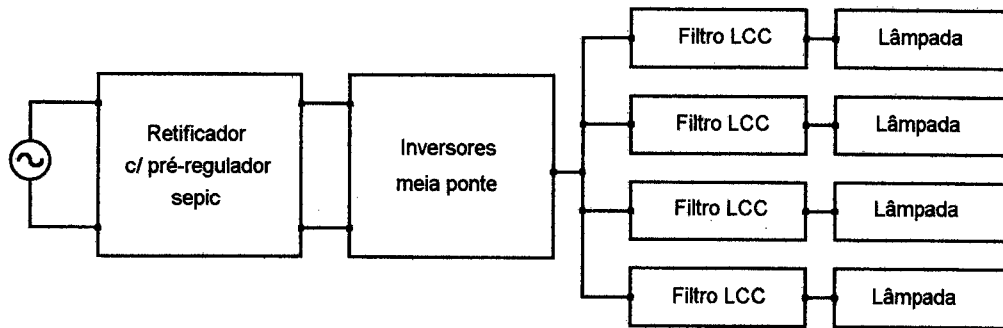 Retificador
c/ pré-regulador
sepic
Inversores
meia ponte
Filtro LCC
Lâmpada
Filtro LCC
Lâmpada
Filtro LCC
Lâmpada
Filtro LCC
Lâmpada